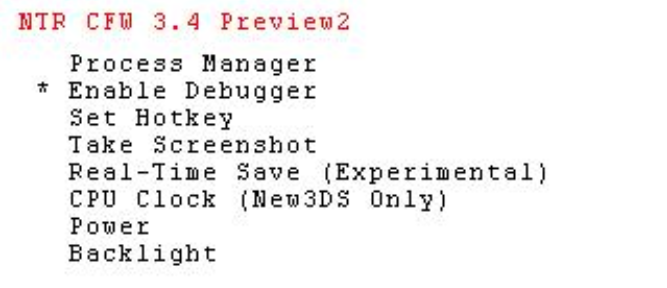 NTR CFW 3.4 Preview2
Process Manager
* Enable Debugger
Set Hotkey
Take Screenshot
Real-Time Save (Experimental)
CPU Clock (New3DS Only)
Power
Backlight